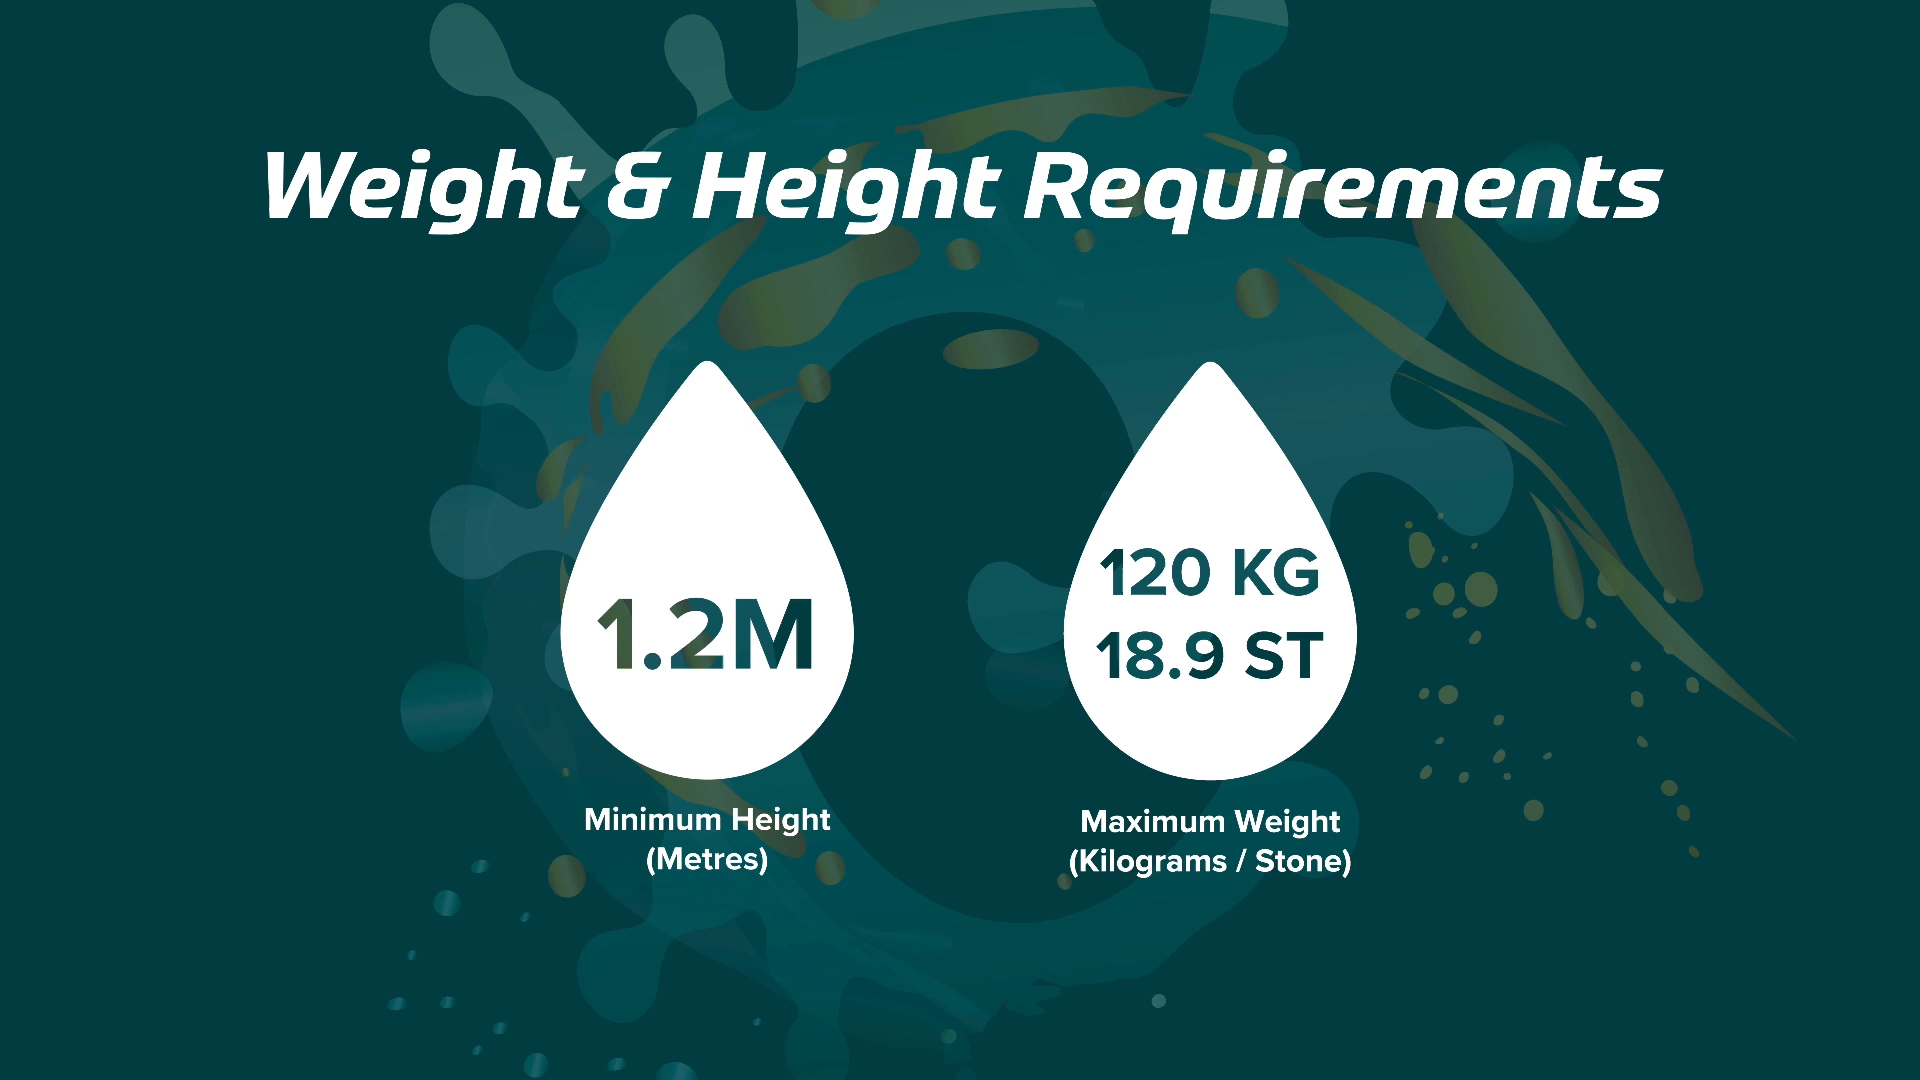 Weight & Height Requirements
1.2M
Minimum Height
(Metres)
120 KG
18.9 ST
Maximum Weight
(Kilograms / Stone)